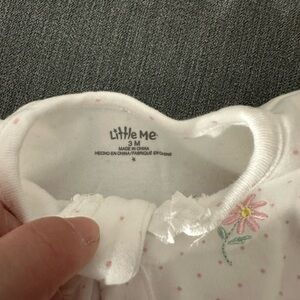 Little Me
3 M
MADE IN CHINA
HECHO EN CHINA/FABRIQUÉ EN CHINE